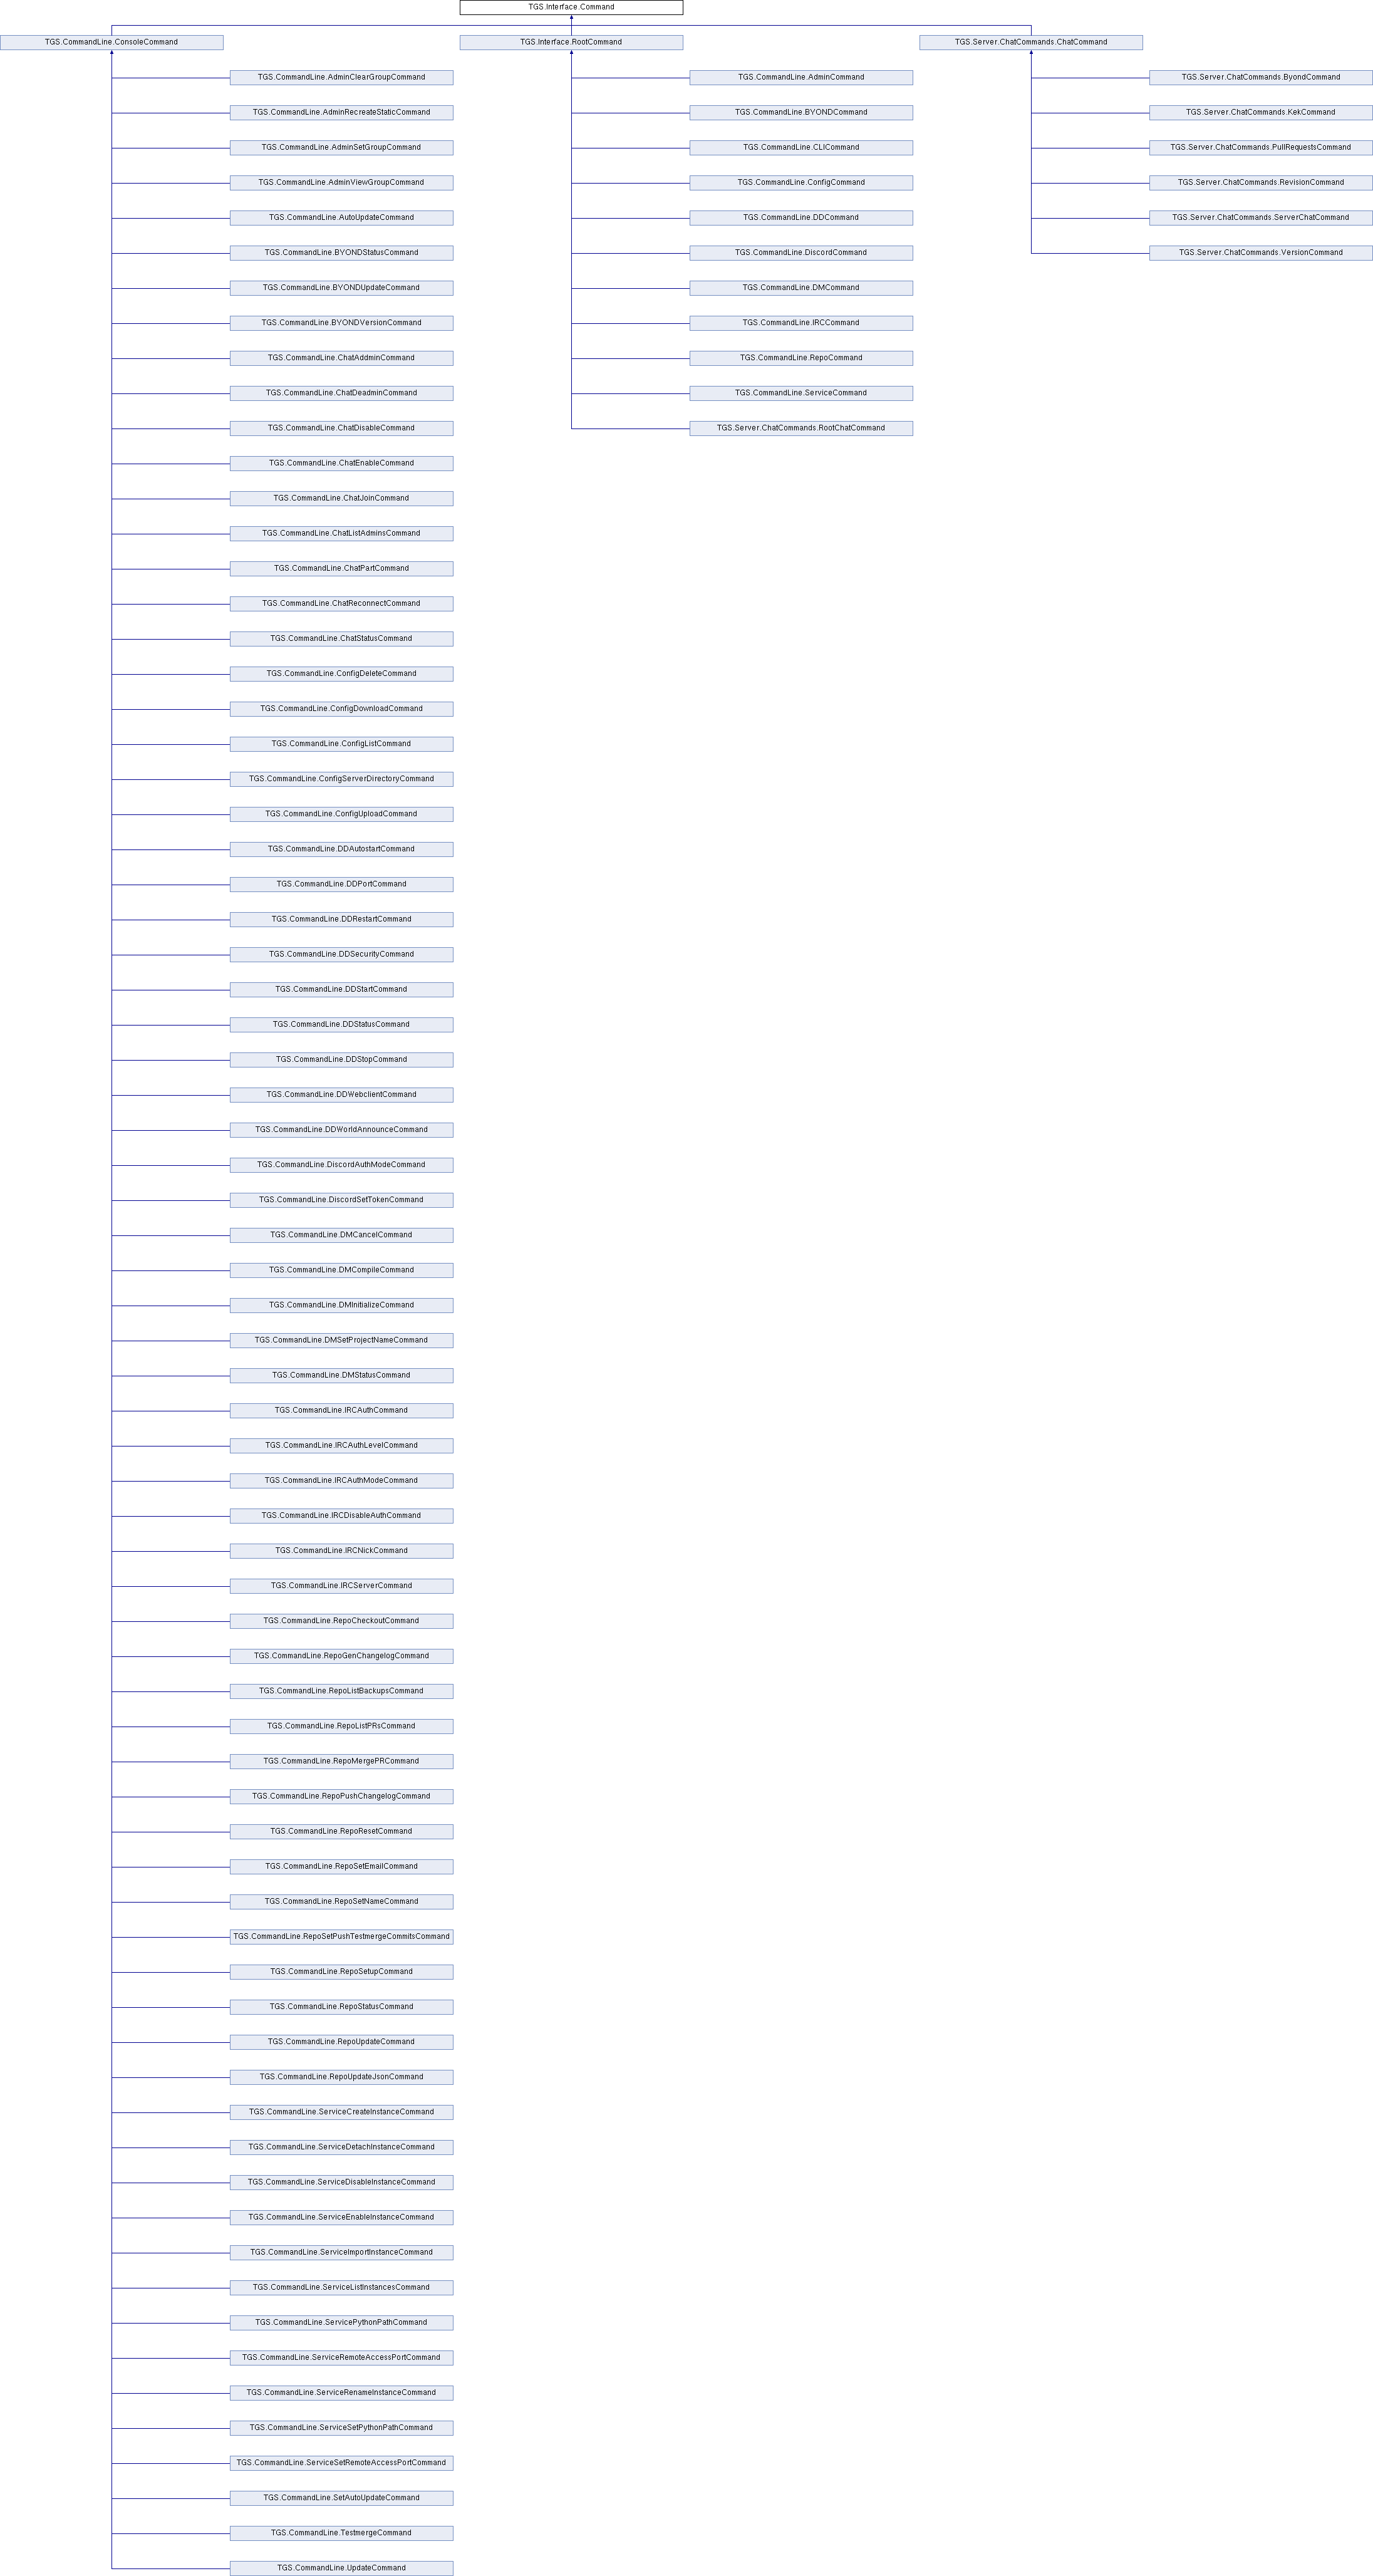 TGS.Interface.Command
TGS.CommandLine.ConsoleCommand
TGS.Interface.RootCommand
TGS.Server.ChatCommands.ChatCommand
TGS.CommandLine.AdminClearGroupCommand
TGS.CommandLine.AdminCommand
TGS.Server.ChatCommands.ByondCommand
TGS.CommandLine.AdminRecreateStaticCommand
TGS.CommandLine.BYONDCommand
TGS.Server.ChatCommands.KekCommand
TGS.CommandLine.AdminSetGroupCommand
TGS.CommandLine.CLICommand
TGS.Server.ChatCommands.PullRequestsCommand
TGS.CommandLine.AdminViewGroupCommand
TGS.CommandLine.ConfigCommand
TGS.Server.ChatCommands.RevisionCommand
TGS.CommandLine.AutoUpdateCommand
TGS.CommandLine.DDCommand
TGS.Server.ChatCommands.ServerChatCommand
TGS.CommandLine.BYONDStatusCommand
TGS.CommandLine.DiscordCommand
TGS.Server.ChatCommands.VersionCommand
TGS.CommandLine.BYONDUpdateCommand
TGS.CommandLine.DMCommand
TGS.CommandLine.BYONDVersionCommand
TGS.CommandLine.IRCCommand
TGS.CommandLine.ChatAddminCommand
TGS.CommandLine.RepoCommand
TGS.CommandLine.ChatDeadminCommand
TGS.CommandLine.ServiceCommand
TGS.CommandLine.ChatDisableCommand
TGS.Server.ChatCommands.RootChatCommand
TGS.CommandLine.ChatEnableCommand
TGS.CommandLine.ChatJoinCommand
TGS.CommandLine.ChatListAdminsCommand
TGS.CommandLine.ChatPartCommand
TGS.CommandLine.ChatReconnectCommand
TGS.CommandLine.ChatStatusCommand
TGS.CommandLine.ConfigDeleteCommand
TGS.CommandLine.ConfigDownloadCommand
TGS.CommandLine.ConfigListCommand
TGS.CommandLine.ConfigServerDirectoryCommand
TGS.CommandLine.ConfigUploadCommand
TGS.CommandLine.DDAutostartCommand
TGS.CommandLine.DDPortCommand
TGS.CommandLine.DDRestartCommand
TGS.CommandLine.DDSecurityCommand
TGS.CommandLine.DDStartCommand
TGS.CommandLine.DDStatusCommand
TGS.CommandLine.DDStopCommand
TGS.CommandLine.DDWebclientCommand
TGS.CommandLine.DDWorldAnnounceCommand
TGS.CommandLine.DiscordAuthModeCommand
TGS.CommandLine.DiscordSetTokenCommand
TGS.CommandLine.DMCancelCommand
TGS.CommandLine.DMCompileCommand
TGS.CommandLine.DMInitializeCommand
TGS.CommandLine.DMSetProjectNameCommand
TGS.CommandLine.DMStatusCommand
TGS.CommandLine.IRCAuthCommand
TGS.CommandLine.IRCAuthLevelCommand
TGS.CommandLine.IRCAuthModeCommand
TGS.CommandLine.IRCDisableAuthCommand
TGS.CommandLine.IRCNickCommand
TGS.CommandLine.IRCServerCommand
TGS.CommandLine.RepoCheckoutCommand
TGS.CommandLine.RepoGenChangelogCommand
TGS.CommandLine.RepoListBackupsCommand
TGS.CommandLine.RepoListPRsCommand
TGS.CommandLine.RepoMergePRCommand
TGS.CommandLine.RepoPushChangelogCommand
TGS.CommandLine.RepoResetCommand
TGS.CommandLine.RepoSetEmailCommand
TGS.CommandLine.RepoSetNameCommand
TGS.CommandLine.RepoSetPushTestmergeCommitsCommand
TGS.CommandLine.RepoSetupCommand
TGS.CommandLine.RepoStatusCommand
TGS.CommandLine.RepoUpdateCommand
TGS.CommandLine.RepoUpdateJsonCommand
TGS.CommandLine.ServiceCreateInstanceCommand
TGS.CommandLine.ServiceDetachInstanceCommand
TGS.CommandLine.ServiceDisableInstanceCommand
TGS.CommandLine.ServiceEnableInstanceCommand
TGS.CommandLine.ServiceImportInstanceCommand
TGS.CommandLine.ServiceListInstancesCommand
TGS.CommandLine.ServicePythonPathCommand
TGS.CommandLine.ServiceRemoteAccessPortCommand
TGS.CommandLine.ServiceRenameInstanceCommand
TGS.CommandLine.ServiceSetPythonPathCommand
TGS.CommandLine.ServiceSetRemoteAccessPortCommand
TGS.CommandLine.SetAutoUpdateCommand
TGS.CommandLine.TestmergeCommand
TGS.CommandLine.UpdateCommand